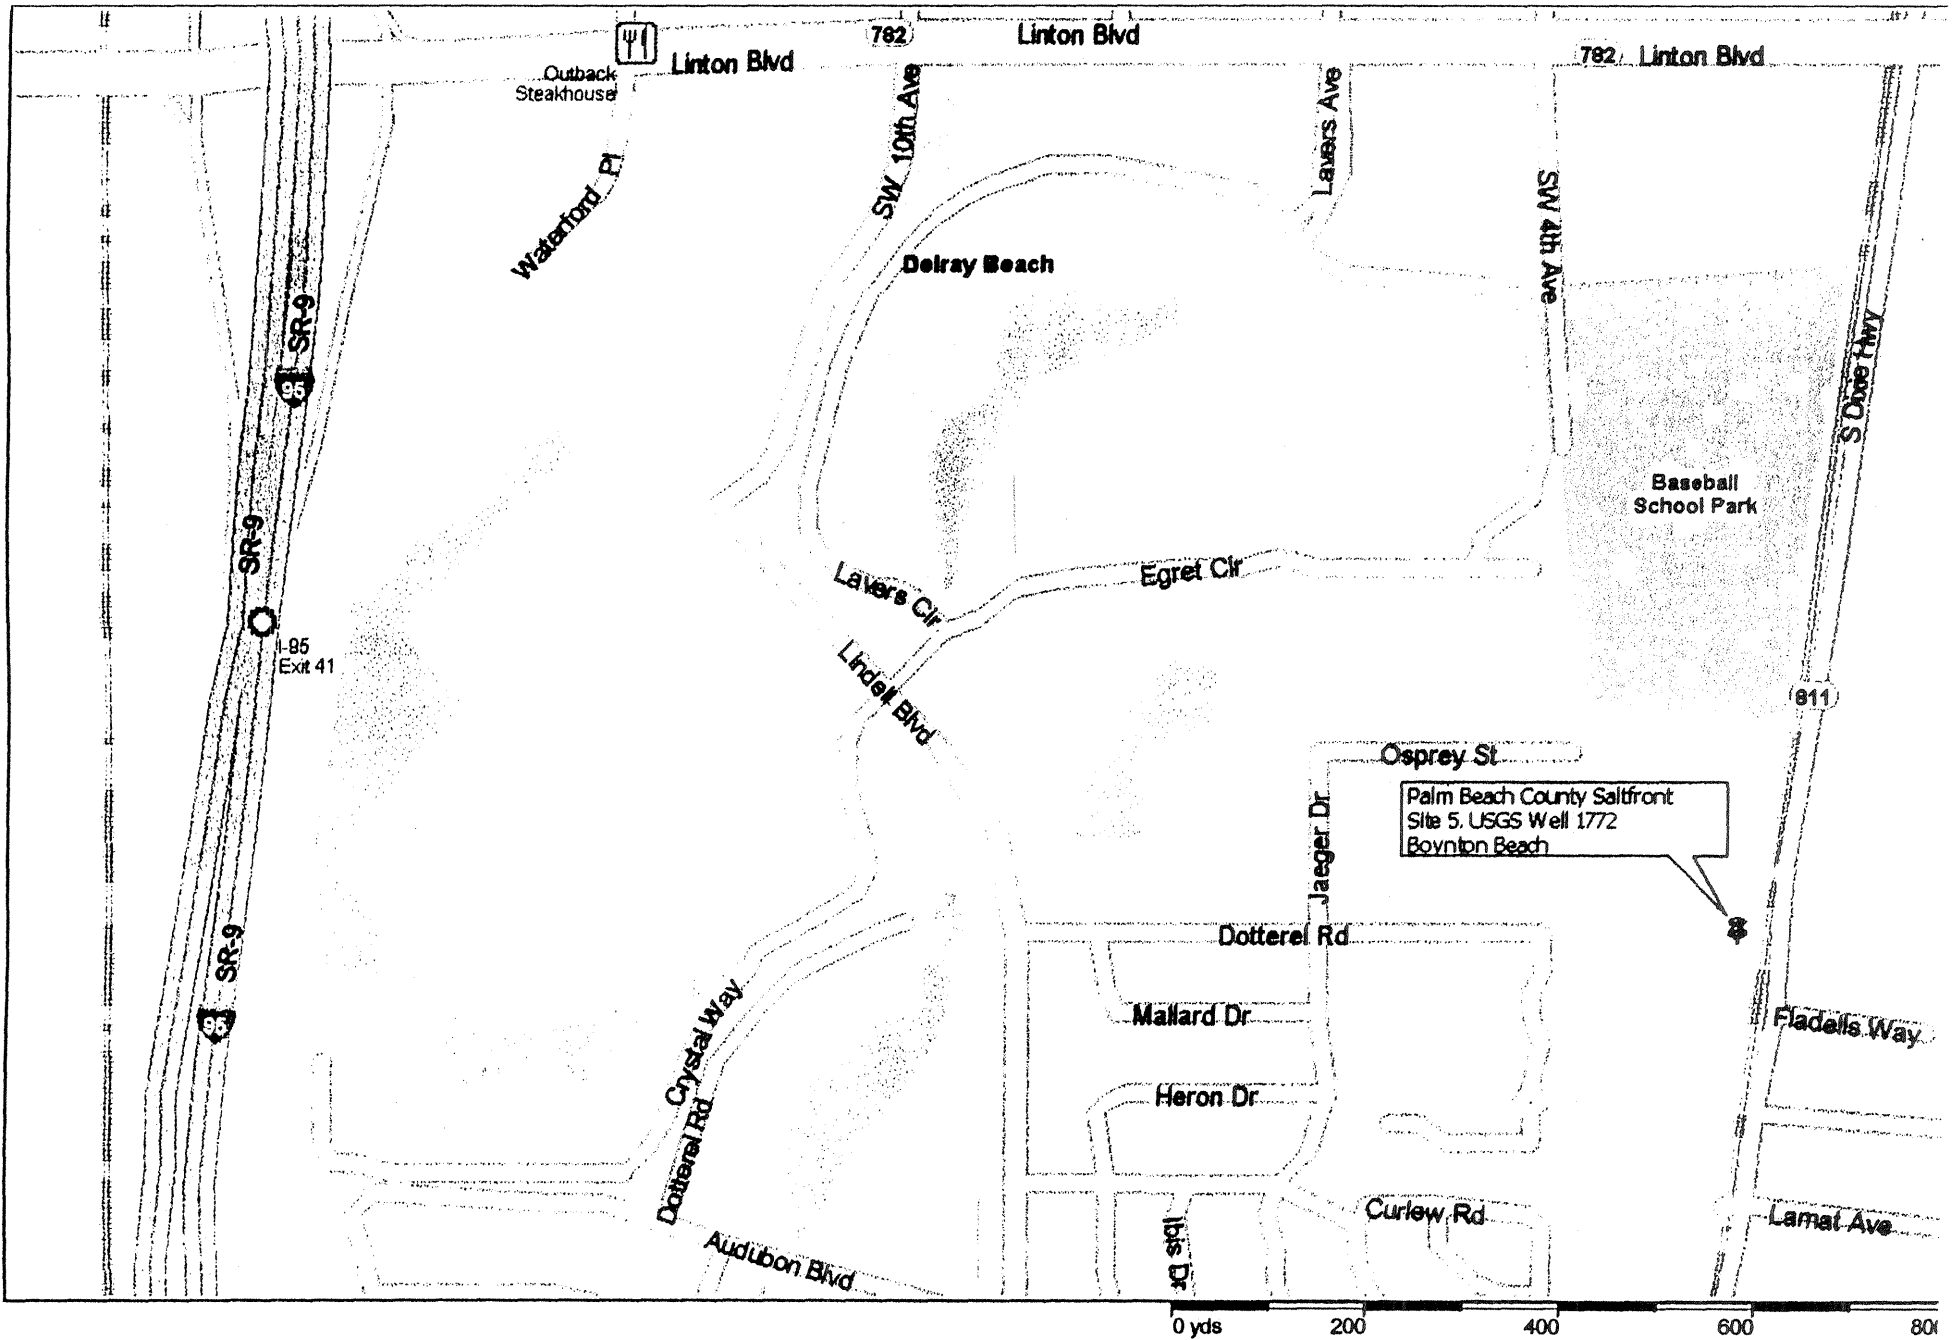 782
Linton Blvd
Linton Blvd
782
Linton Blvd
Outback
Steakhouse
SW 10th Ave
Lavers Ave
Waterford Pl
SW 4th Ave
Delray Beach
SR-9
95
S Dixie Hwy
Baseball
School Park
SR-9
Egret Cir
Lavers Cir
I-95
Exit 41
Lindell Blvd
811
Osprey St
Palm Beach County Saltfront
Site 5. USGS Well 1772
Boynton Beach
Jaeger Dr
SR-9
Dotterel Rd
95
Crystal Way
Mallard Dr
Fladells Way
Heron Dr
Dotterel Rd
Audubon Blvd
Ibis Dr
Curlew Rd
Lamat Ave
0 yds
200
400
600